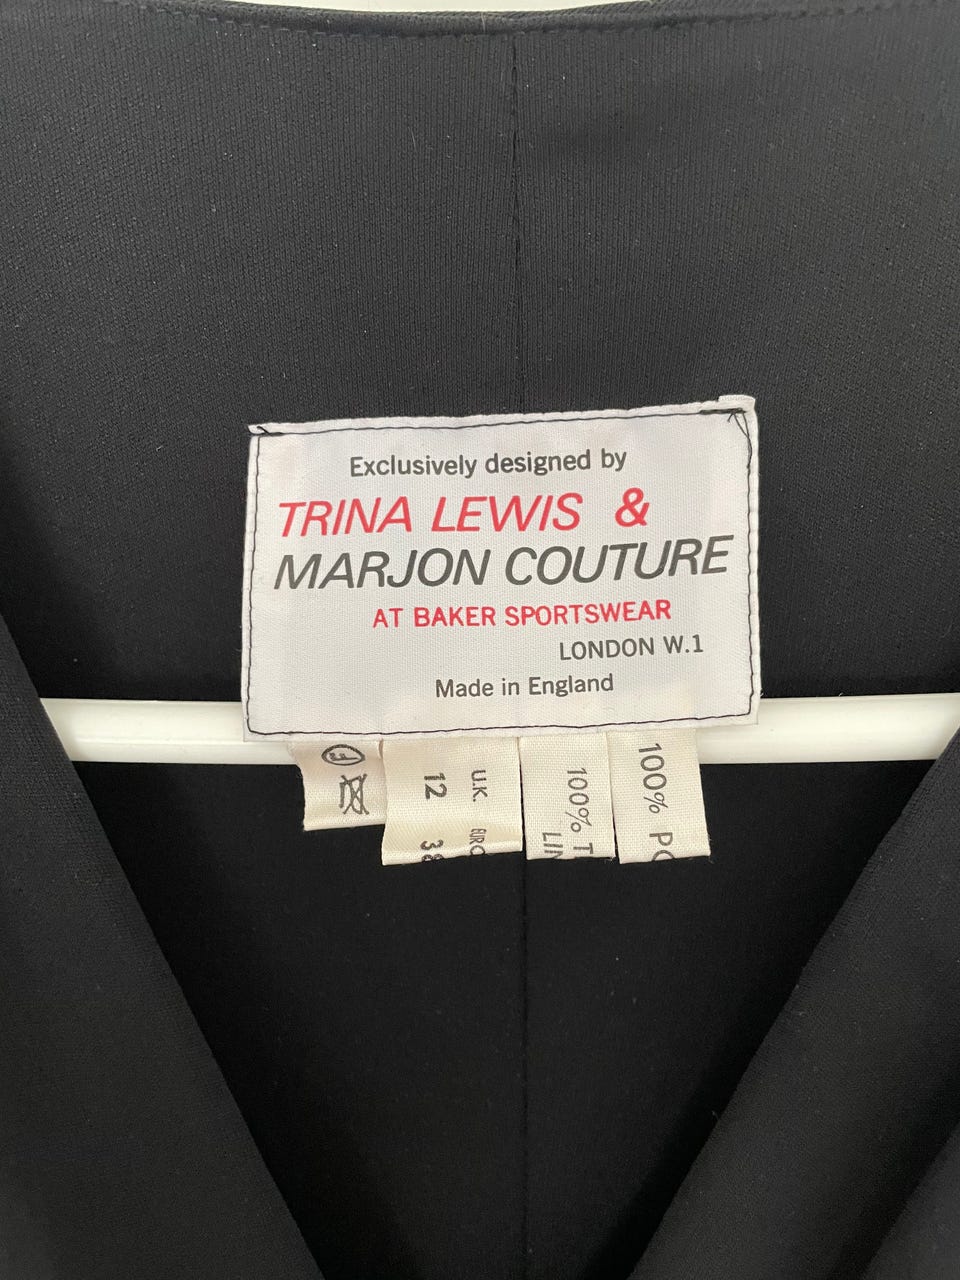 Exclusively designed by
TRINA LEWIS &
MARJON COUTURE
AT BAKER SPORTSWEAR
LONDON W.1
Made in England
U.K.
12
100%
100%